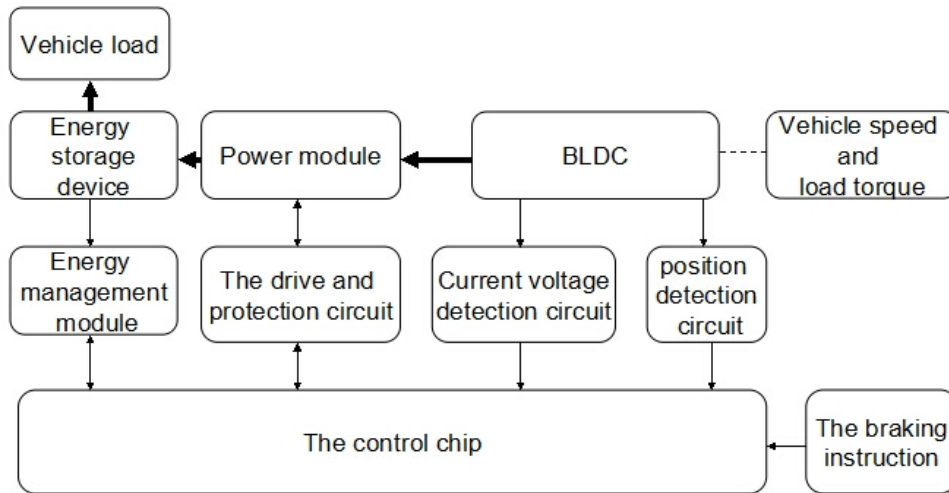 Vehicle load
Energy
storage
device
Power module
BLDC
Vehicle speed
and
load torque
Energy
management
module
The drive and
protection circuit
Current voltage
detection circuit
position
detection
circuit
The control chip
The braking
instruction